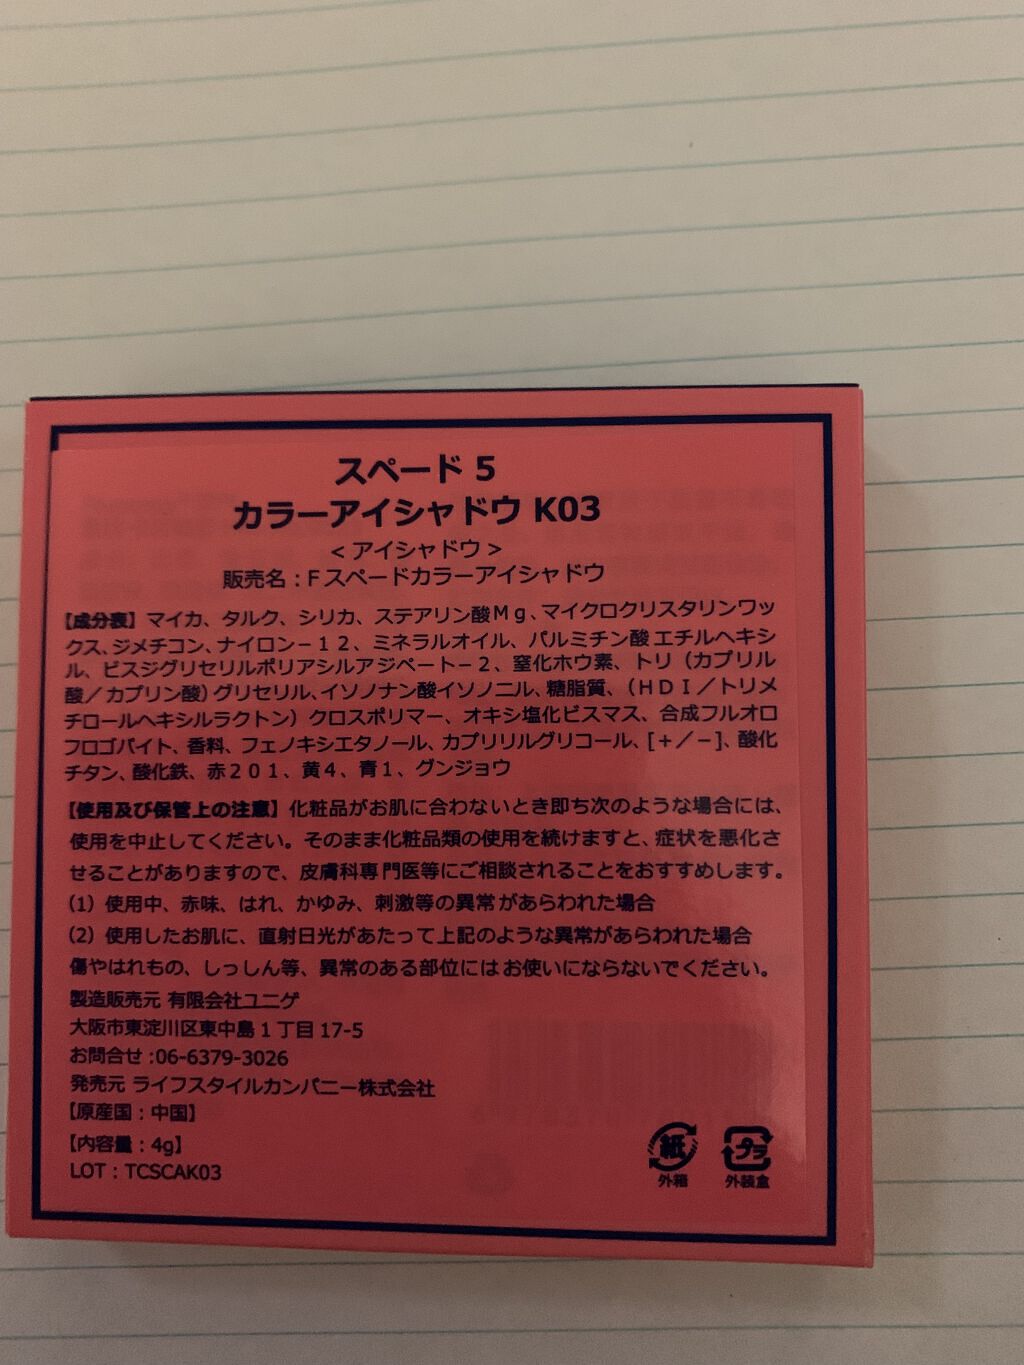 スペード 5
カラーアイシャドウ K03
< アイシャドウ >
販売名：Fスペードカラーアイシャドウ
【成分表】マイカ、タルク、シリカ、ステアリン酸Mg、マイクロクリスタリンワッ
クス、ジメチコン、ナイロン－１２、ミネラルオイル、パルミチン酸エチルヘキシ
ル、ビスジグリセリルポリアシルアジペート－２、窒化ホウ素、トリ（カプリル
酸／カプリン酸）グリセリル、イソノナン酸イソノニル、糖脂質、（ＨＤＩ／トリメ
チロールヘキシルラクトン）クロスポリマー、オキシ塩化ビスマス、合成フルオロ
フロゴパイト、香料、フェノキシエタノール、カプリリルグリコール、[＋／－]、酸化
チタン、酸化鉄、赤２０１、黄４、青１、グンジョウ
【使用及び保管上の注意】化粧品がお肌に合わないとき即ち次のような場合には、
使用を中止してください。そのまま化粧品類の使用を続けますと、症状を悪化さ
せることがありますので、皮膚科専門医等にご相談されることをおすすめします。
(1) 使用中、赤味、はれ、かゆみ、刺激等の異常があらわれた場合
(2) 使用したお肌に、直射日光があたって上記のような異常があらわれた場合
傷やはれもの、しっしん等、異常のある部位にはお使いにならないでください。
製造販売元 有限会社ユニゲ
大阪市東淀川区東中島1丁目17-5
お問合せ:06-6379-3026
発売元 ライフスタイルカンパニー株式会社
【原産国：中国】
【内容量：4g】
LOT：TCSCAK03
紙 プラ
外箱 外装盒